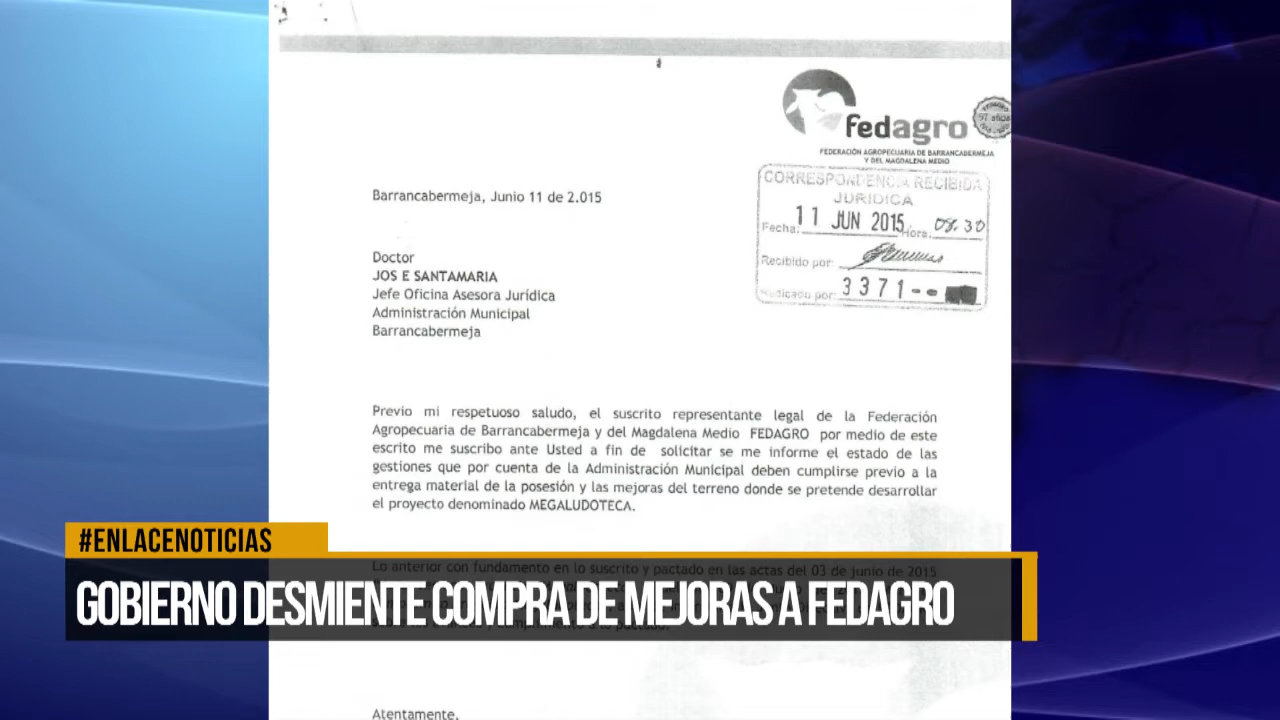 fedagro
FEDERACIÓN AGROPECUARIA DE BARRANCABERMEJA
Y DEL MAGDALENA MEDIO
57 años
CORRESPONDENCIA RECIBIDA
JURIDICA
Fecha: 11 JUN 2015 Hora: 08:30
Recibido por:
Radicado por: 3371--
Barrancabermeja, Junio 11 de 2.015
Doctor
JOS E SANTAMARIA
Jefe Oficina Asesora Jurídica
Administración Municipal
Barrancabermeja
Previo mi respetuoso saludo, el suscrito representante legal de la Federación
Agropecuaria de Barrancabermeja y del Magdalena Medio FEDAGRO por medio de este
escrito me suscribo ante Usted a fin de solicitar se me informe el estado de las
gestiones que por cuenta de la Administración Municipal deben cumplirse previo a la
entrega material de la posesión y las mejoras del terreno donde se pretende desarrollar
el proyecto denominado MEGALUDOTECA.
#ENLACENOTICIAS
Lo anterior con fundamento en lo suscrito y pactado en las actas del 03 de junio de 2015
GOBIERNO DESMIENTE COMPRA DE MEJORAS A FEDAGRO
Atentamente,